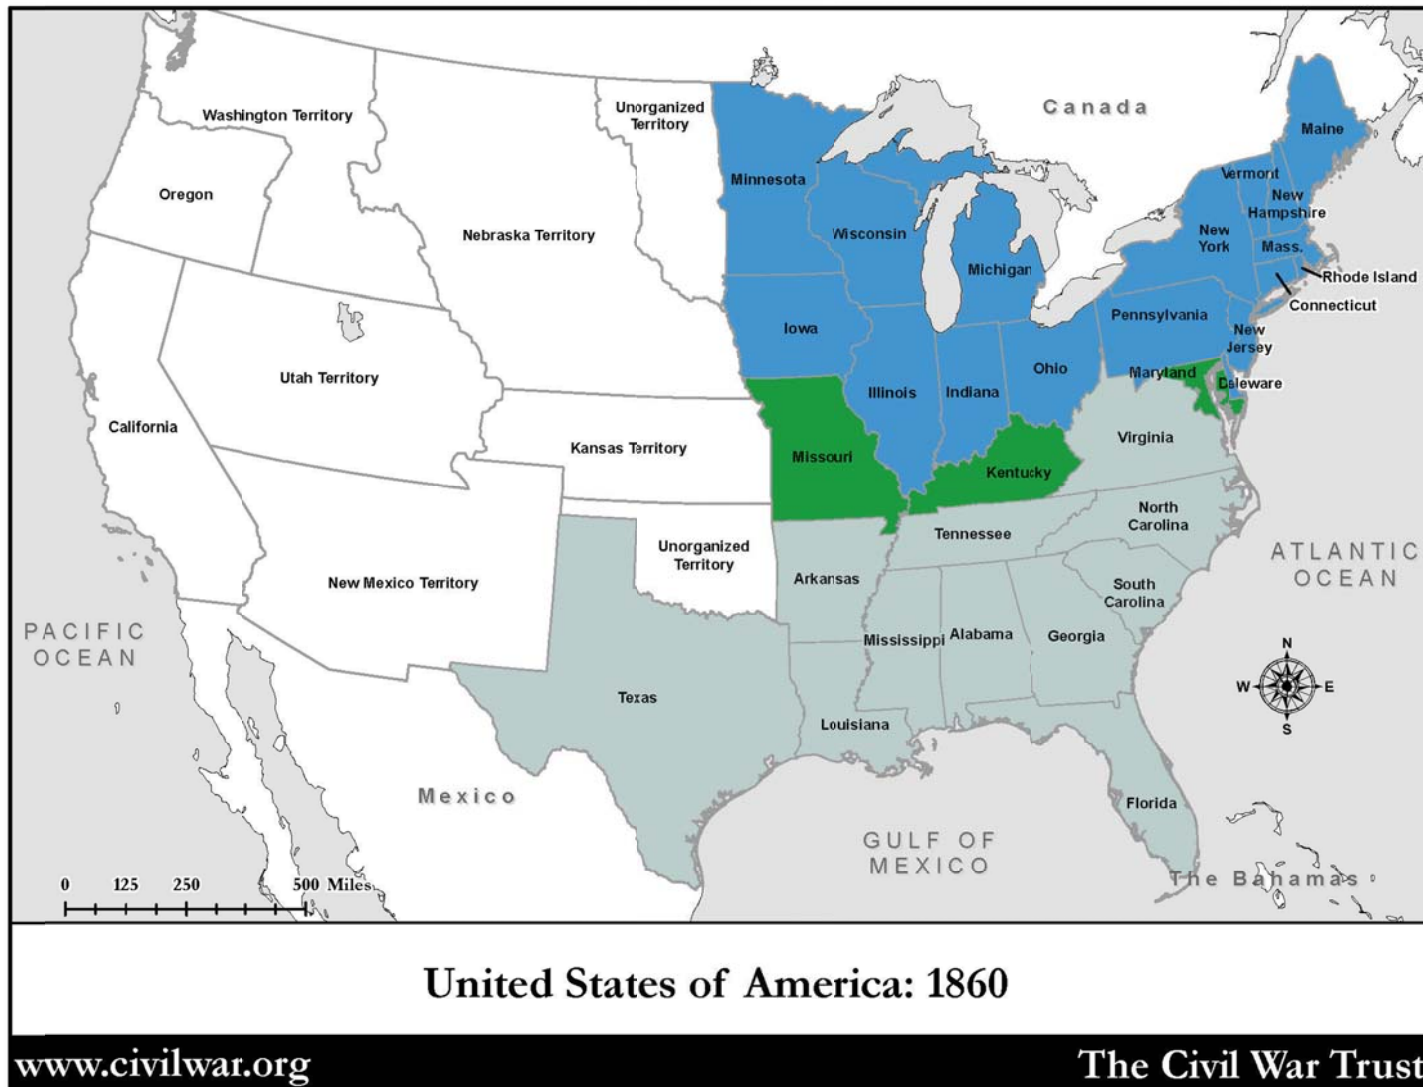 Canada
Washington Territory
Unorganized
Territory
Maine
Oregon
Minnesota
Vermont
New
Hampshire
Nebraska Territory
Wisconsin
New
York
Mass.
Michigan
Rhode Island
Connecticut
Iowa
Pennsylvania
New
Jersey
Utah Territory
Illinois
Indiana
Ohio
Maryland
Daleware
California
Kansas Territory
Missouri
Kentucky
Virginia
Unorganized
Territory
Tennessee
North
Carolina
ATLANTIC
OCEAN
New Mexico Territory
Arkansas
South
Carolina
PACIFIC
OCEAN
Mississippi
Alabama
Georgia
N
W
E
S
Texas
Louisiana
Mexico
Florida
GULF OF
MEXICO
The Bahamas
0 125 250 500 Miles
United States of America: 1860
www.civilwar.org
The Civil War Trust